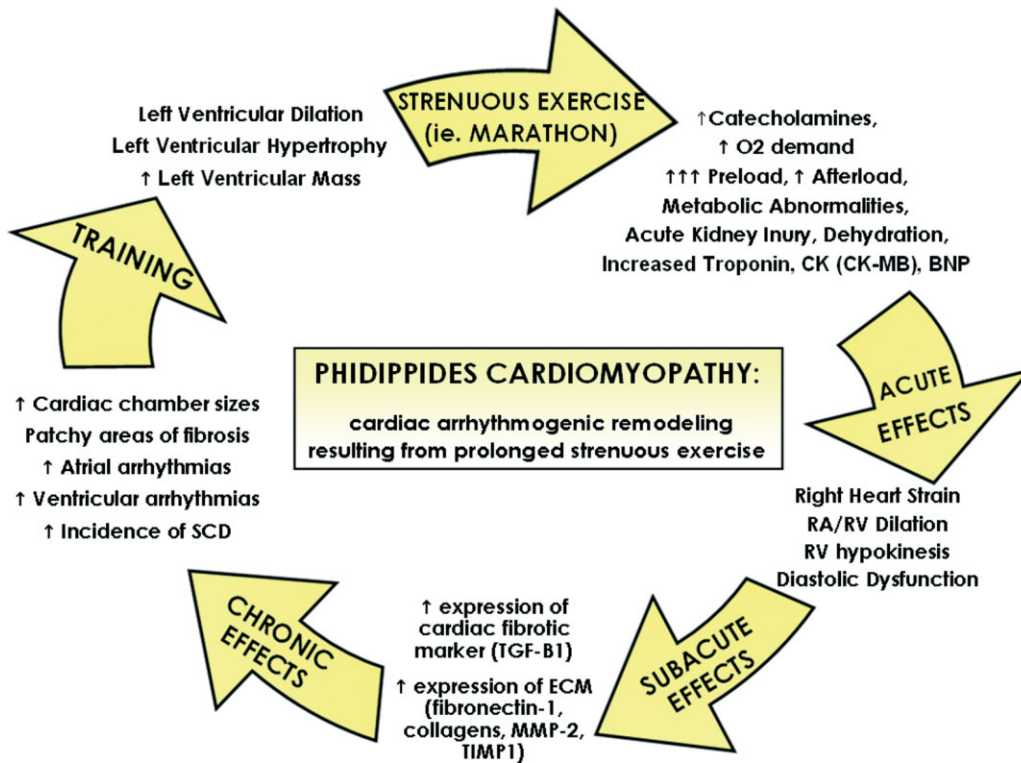 STRENUOUS EXERCISE
(ie. MARATHON)
↑Catecholamines,
↑ O2 demand
↑↑↑ Preload, ↑ Afterload,
Metabolic Abnormalities,
Acute Kidney Inury, Dehydration,
Increased Troponin, CK (CK-MB), BNP
ACUTE
EFFECTS
Right Heart Strain
RA/RV Dilation
RV hypokinesis
Diastolic Dysfunction
SUBACUTE
EFFECTS
↑ expression of
cardiac fibrotic
marker (TGF-B1)
↑ expression of ECM
(fibronectin-1,
collagens, MMP-2,
TIMP1)
CHRONIC
EFFECTS
↑ Cardiac chamber sizes
Patchy areas of fibrosis
↑ Atrial arrhythmias
↑ Ventricular arrhythmias
↑ Incidence of SCD
TRAINING
Left Ventricular Dilation
Left Ventricular Hypertrophy
↑ Left Ventricular Mass
PHIDIPPIDES CARDIOMYOPATHY:
cardiac arrhythmogenic remodeling
resulting from prolonged strenuous exercise